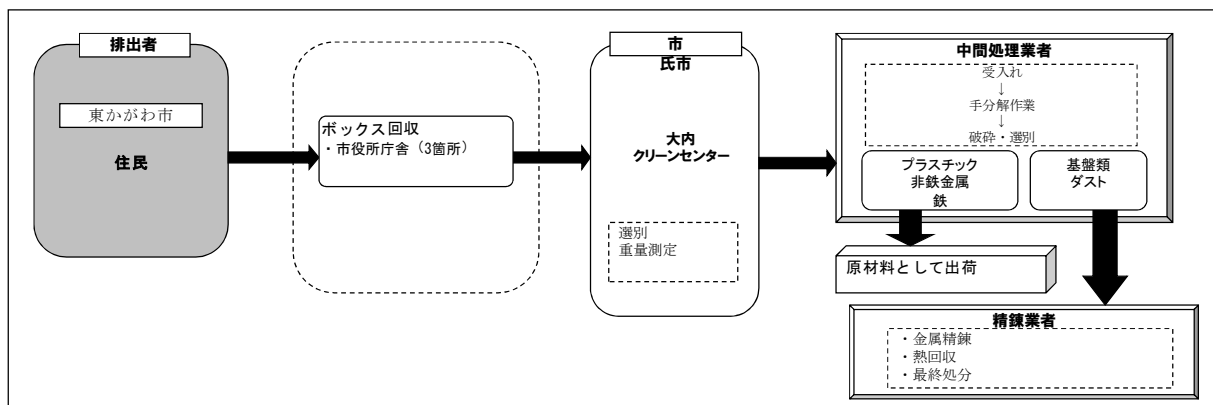 排出者
東かがわ市
住民
ボックス回収
・市役所庁舎（3箇所）
市
氏市
大内
クリーンセンター
選別
重量測定
中間処理業者
受入れ
↓
手分解作業
↓
破砕・選別
プラスチック
非鉄金属
鉄
基盤類
ダスト
原材料として出荷
精錬業者
・金属精錬
・熱回収
・最終処分